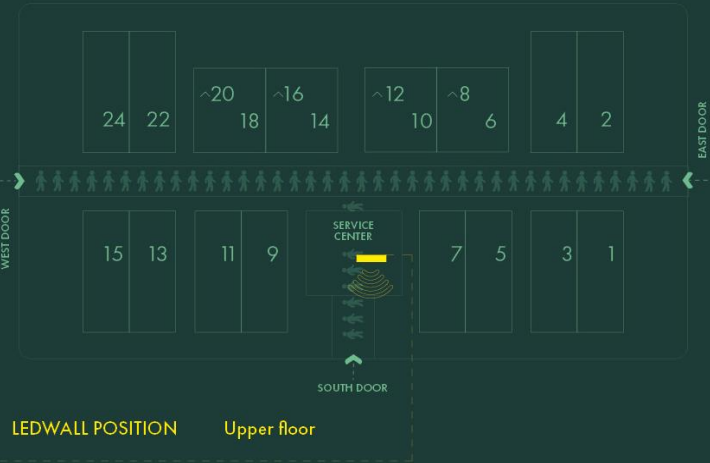 ^20 ^16 ^12 ^8
24 22 18 14 10 6 4 2
EAST DOOR
WEST DOOR
SERVICE
CENTER
15 13 11 9 7 5 3 1
SOUTH DOOR
LEDWALL POSITION Upper floor